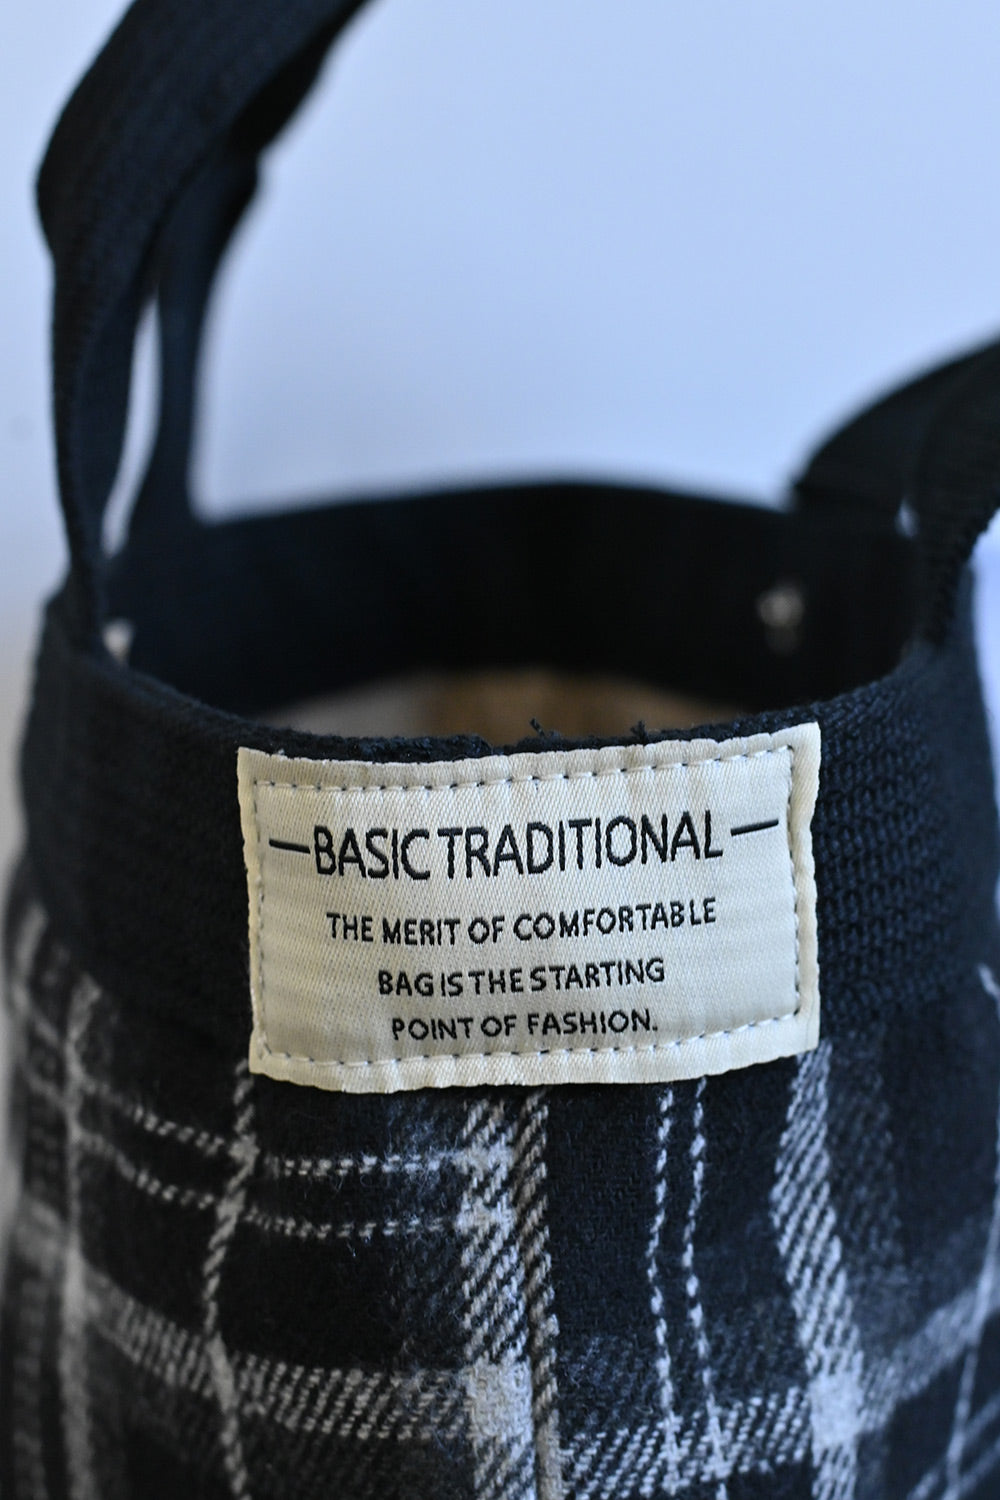 —BASIC TRADITIONAL—
THE MERIT OF COMFORTABLE
BAG IS THE STARTING
POINT OF FASHION.